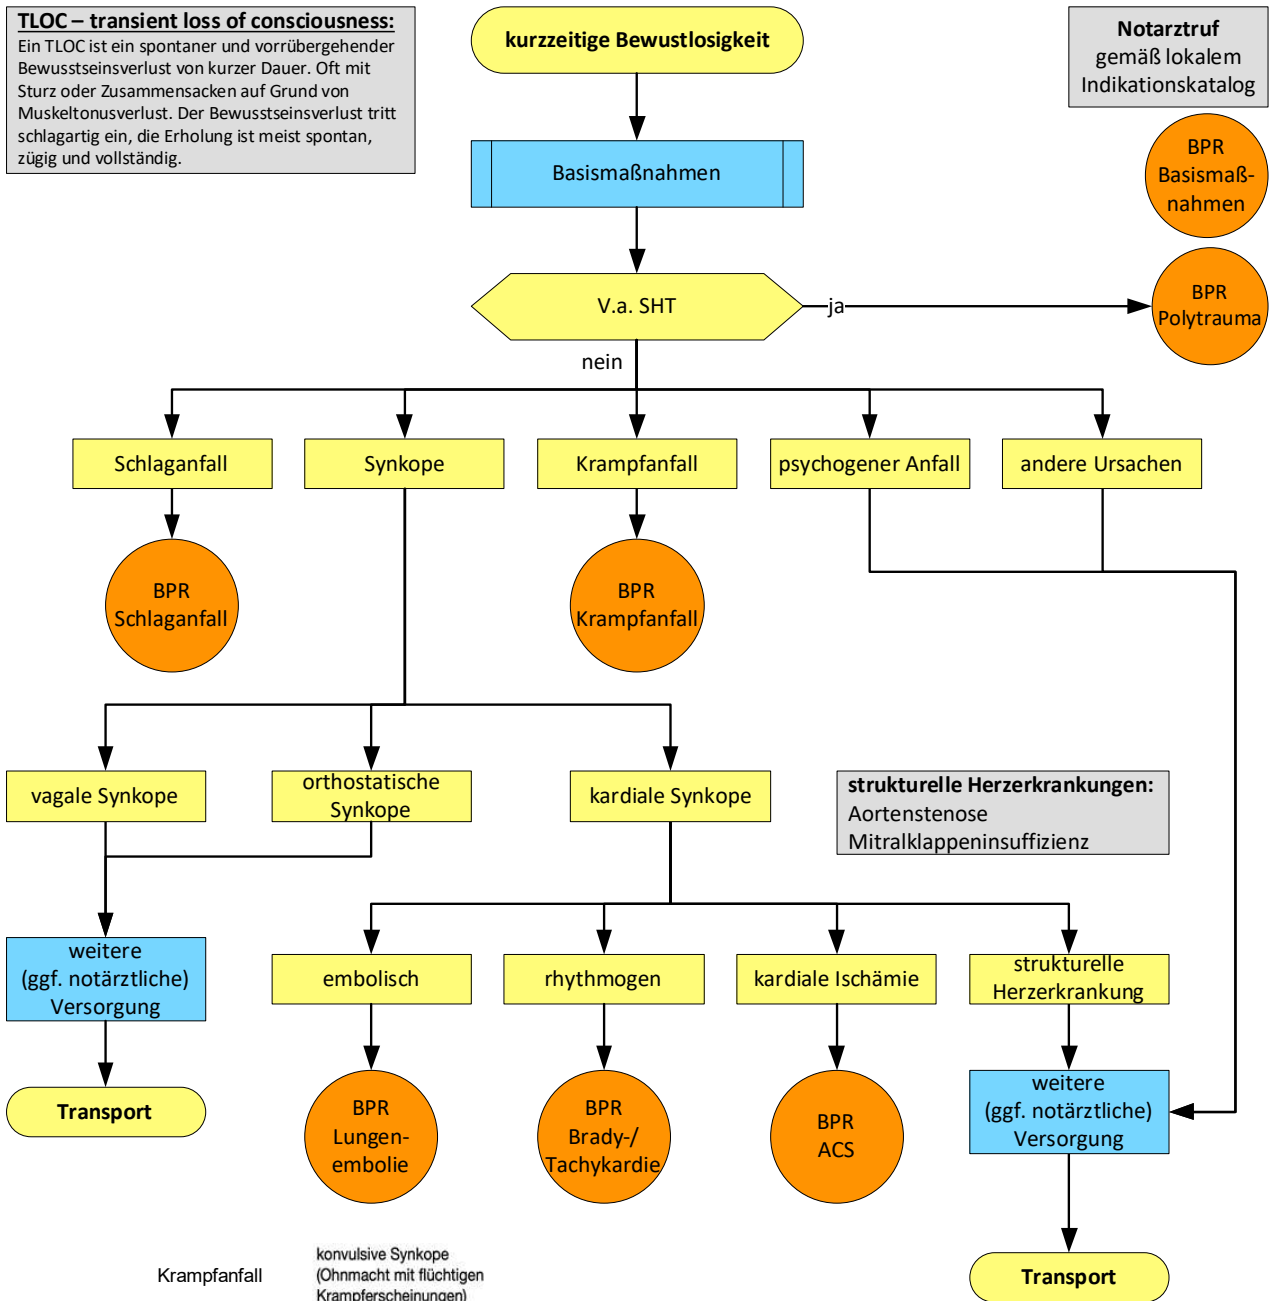 TLOC – transient loss of consciousness:
Ein TLOC ist ein spontaner und vorrübergehender
Bewusstseinsverlust von kurzer Dauer. Oft mit
Sturz oder Zusammensacken auf Grund von
Muskeltonusverlust. Der Bewusstseinsverlust tritt
schlagartig ein, die Erholung ist meist spontan,
zügig und vollständig.
kurzzeitige Bewustlosigkeit
Notarztruf
gemäß lokalem
Indikationskatalog
BPR
Basismaß-
nahmen
Basismaßnahmen
V.a. SHT
ja
BPR
Polytrauma
nein
Schlaganfall
Synkope
Krampfanfall
psychogener Anfall
andere Ursachen
BPR
Schlaganfall
BPR
Krampfanfall
vagale Synkope
orthostatische
Synkope
kardiale Synkope
strukturelle Herzerkrankungen:
Aortenstenose
Mitralklappeninsuffizienz
weitere
(ggf. notärztliche)
Versorgung
embolisch
rhythmogen
kardiale Ischämie
strukturelle
Herzerkrankung
Transport
BPR
Lungen-
embolie
BPR
Brady-/
Tachykardie
BPR
ACS
weitere
(ggf. notärztliche)
Versorgung
Krampfanfall
konvulsive Synkope
(Ohnmacht mit flüchtigen
Krampferscheinungen)
Transport